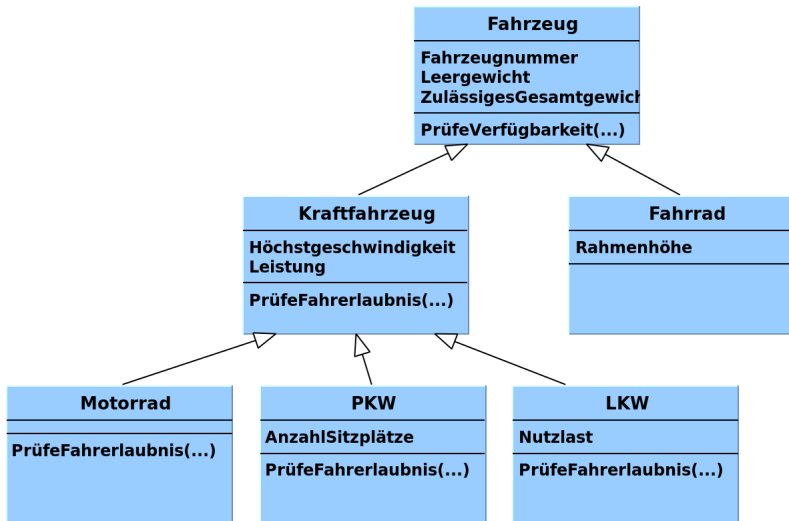 Fahrzeug
Fahrzeugnummer
Leergewicht
ZulässigesGesamtgewich
PrüfeVerfügbarkeit(...)
Kraftfahrzeug
Höchstgeschwindigkeit
Leistung
PrüfeFahrerlaubnis(...)
Fahrrad
Rahmenhöhe
Motorrad
PrüfeFahrerlaubnis(...)
PKW
AnzahlSitzplätze
PrüfeFahrerlaubnis(...)
LKW
Nutzlast
PrüfeFahrerlaubnis(...)